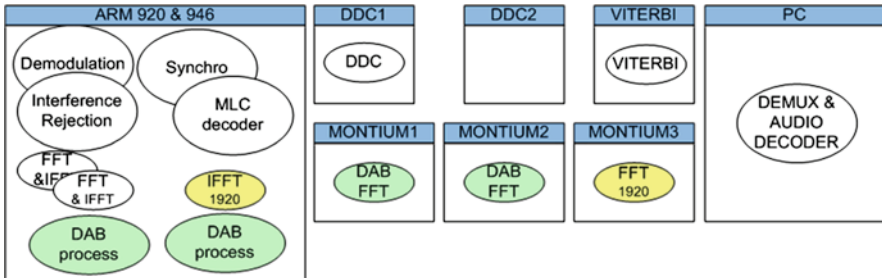 ARM 920 & 946
DDC1
DDC2
VITERBI
PC
Demodulation
Synchro
DDC
VITERBI
Interference
Rejection
MLC
decoder
DEMUX &
AUDIO
DECODER
MONTIUM1
MONTIUM2
MONTIUM3
FFT
FFT
& IFFT
IFFT
1920
DAB
FFT
DAB
FFT
FFT
1920
DAB
process
DAB
process